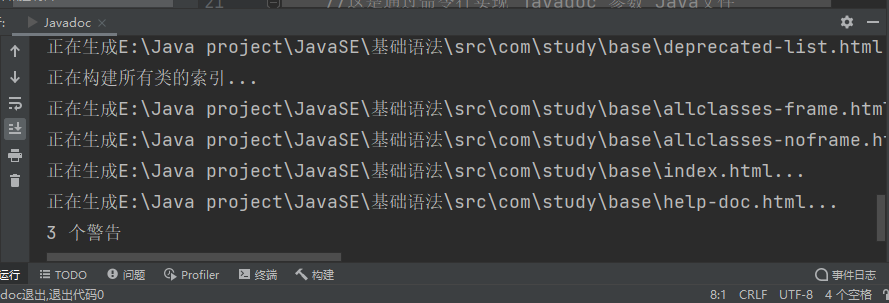 21 //这是通过命令行实现 Javadoc 参数 Java文件
Javadoc
正在生成E:\Java project\JavaSE\基础语法\src\com\study\base\deprecated-list.html
正在构建所有类的索引...
正在生成E:\Java project\JavaSE\基础语法\src\com\study\base\allclasses-frame.htm
正在生成E:\Java project\JavaSE\基础语法\src\com\study\base\allclasses-noframe.h
正在生成E:\Java project\JavaSE\基础语法\src\com\study\base\index.html...
正在生成E:\Java project\JavaSE\基础语法\src\com\study\base\help-doc.html...
3 个警告
运行 TODO 问题 Profiler 终端 构建 事件日志
doc退出,退出代码0 8:1 CRLF UTF-8 4 个空格